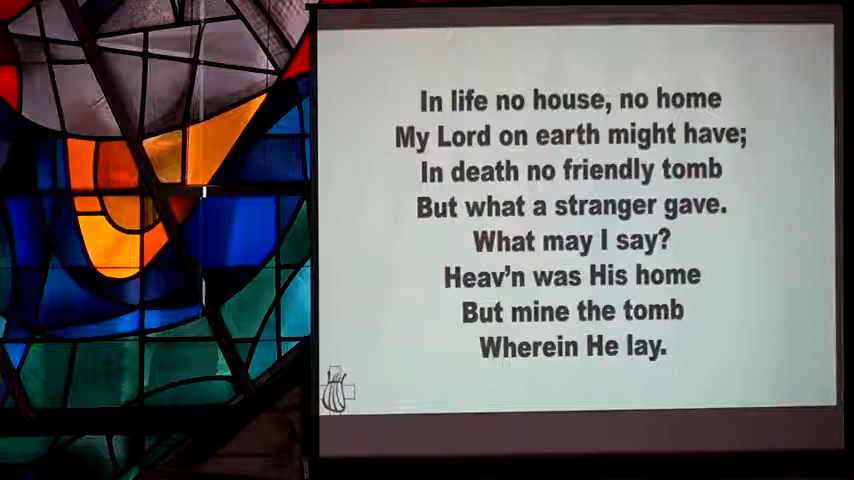 In life no house, no home
My Lord on earth might have;
In death no friendly tomb
But what a stranger gave.
What may I say?
Heav'n was His home
But mine the tomb
Wherein He lay.